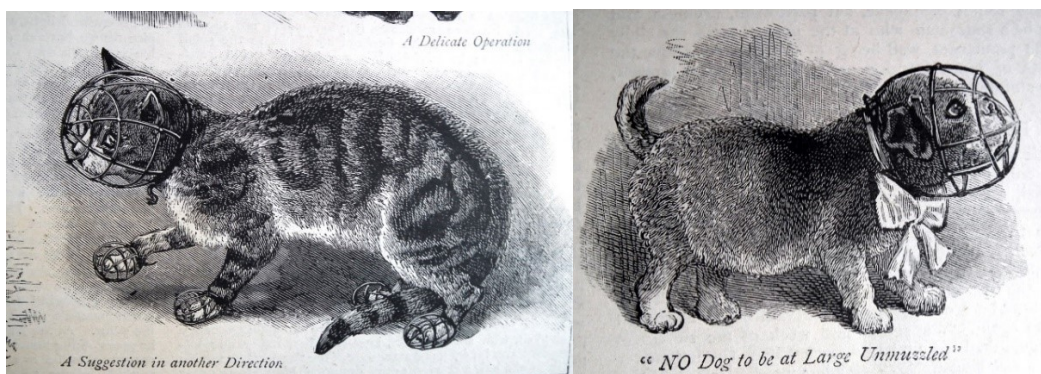 A Delicate Operation
A Suggestion in another Direction
“NO Dog to be at Large Unmuzzled”